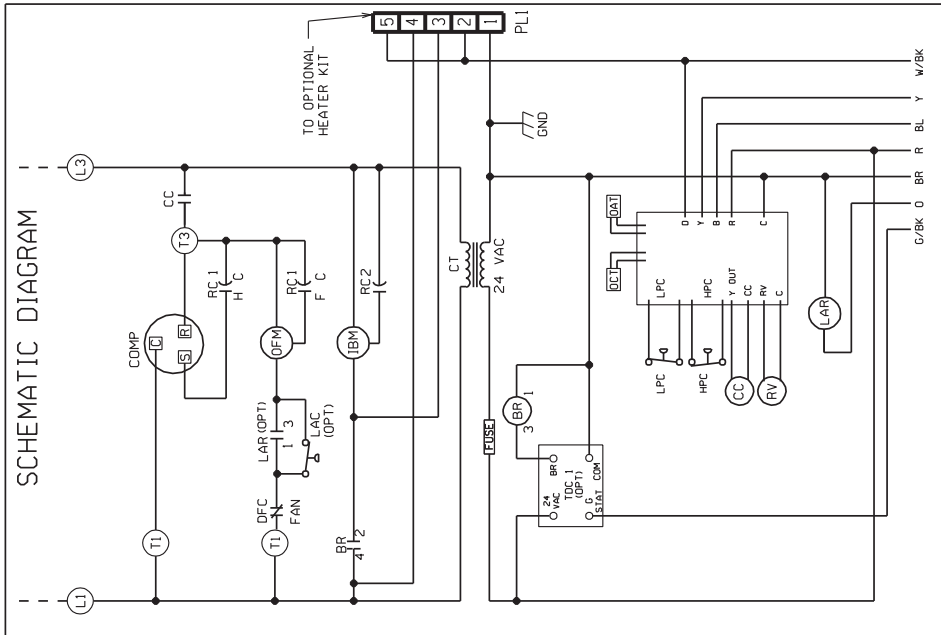 SCHEMATIC DIAGRAM
L1
L3
T1
COMP
C
S
R
T3
CC
RC1
H C
T1
DFC
FAN
LAR(OPT)
1 3
LAC
(OPT)
OFM
RC1
F C
BR
4 2
IBM
RC2
CT
24 VAC
FUSE
TO OPTIONAL
HEATER KIT
5
4
3
2
1
PL1
GND
24
VAC
BR
TDC 1
(OPT)
G
STAT COM
BR
3
1
OCT
OAT
LPC
HPC
Y OUT
CC
RV
C
D
Y
B
R
C
LPC
HPC
CC
RV
LAR
W/BK
Y
BL
R
BR
O
G/BK